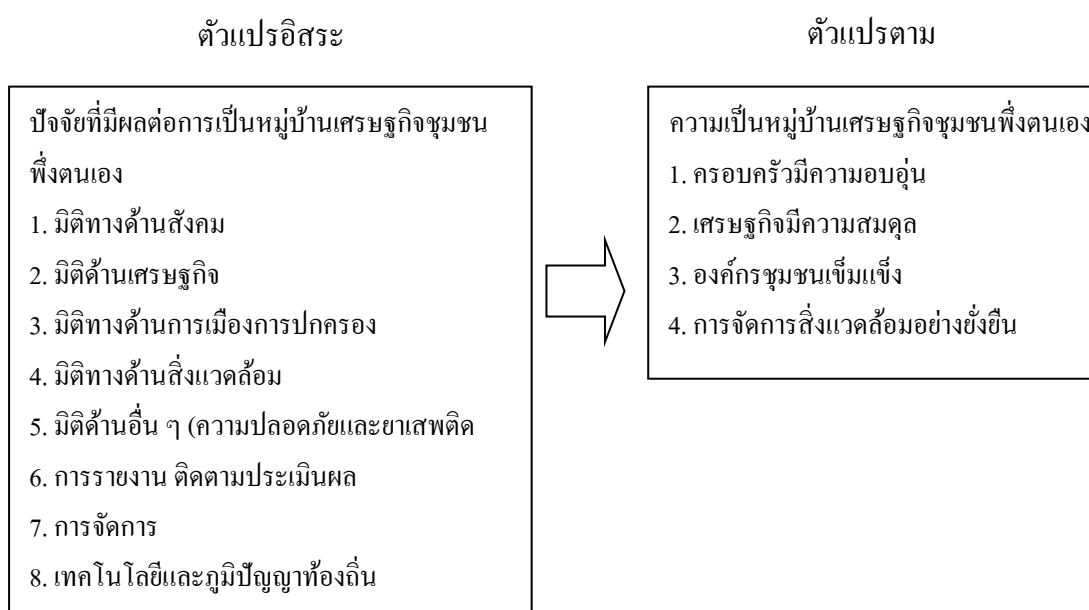 ตัวแปรอิสระ
ปัจจัยที่มีผลต่อการเป็นหมู่บ้านเศรษฐกิจชุมชน
พึ่งตนเอง
1. มิติทางด้านสังคม
2. มิติด้านเศรษฐกิจ
3. มิติทางด้านการเมืองการปกครอง
4. มิติทางด้านสิ่งแวดล้อม
5. มิติด้านอื่น ๆ (ความปลอดภัยและยาเสพติด
6. การรายงาน ติดตามประเมินผล
7. การจัดการ
8. เทคโนโลยีและภูมิปัญญาท้องถิ่น
ตัวแปรตาม
ความเป็นหมู่บ้านเศรษฐกิจชุมชนพึ่งตนเอง
1. ครอบครัวมีความอบอุ่น
2. เศรษฐกิจมีความสมดุล
3. องค์กรชุมชนเข็มแข็ง
4. การจัดการสิ่งแวดล้อมอย่างยั่งยืน